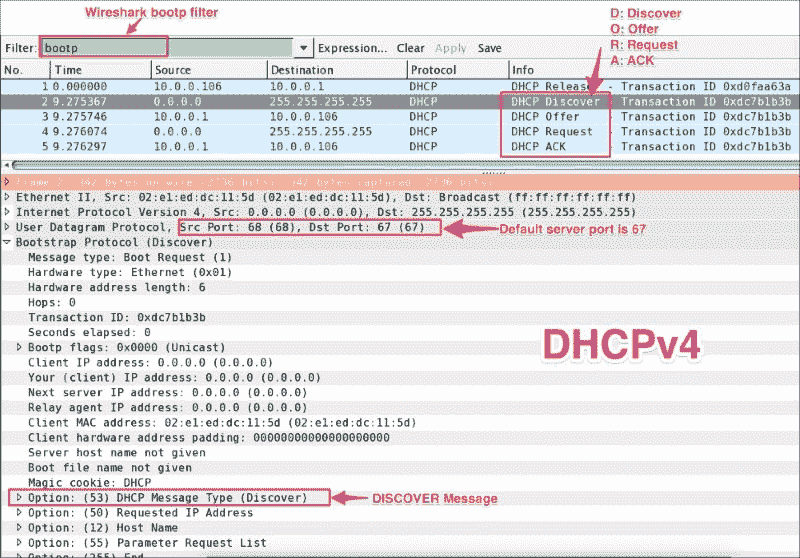 Wireshark bootp filter
D: Discover
O: Offer
R: Request
A: ACK
Filter: bootp Expression... Clear Apply Save
No. Time Source Destination Protocol Info
1 0.000000 10.0.0.106 10.0.0.1 DHCP DHCP Release - Transaction ID 0xd0faa63a
2 9.275367 0.0.0.0 255.255.255.255 DHCP DHCP Discover - Transaction ID 0xdc7b1b3b
3 9.275746 10.0.0.1 10.0.0.106 DHCP DHCP Offer - Transaction ID 0xdc7b1b3b
4 9.276074 0.0.0.0 255.255.255.255 DHCP DHCP Request - Transaction ID 0xdc7b1b3b
5 9.276297 10.0.0.1 10.0.0.106 DHCP DHCP ACK - Transaction ID 0xdc7b1b3b
Frame 2: 342 bytes on wire (2736 bits), 342 bytes captured (2736 bits)
Ethernet II, Src: 02:e1:ed:dc:11:5d (02:e1:ed:dc:11:5d), Dst: Broadcast (ff:ff:ff:ff:ff:ff)
Internet Protocol Version 4, Src: 0.0.0.0 (0.0.0.0), Dst: 255.255.255.255 (255.255.255.255)
User Datagram Protocol, Src Port: 68 (68), Dst Port: 67 (67)
Default server port is 67
Bootstrap Protocol (Discover)
Message type: Boot Request (1)
Hardware type: Ethernet (0x01)
Hardware address length: 6
Hops: 0
Transaction ID: 0xdc7b1b3b
Seconds elapsed: 0
Bootp flags: 0x0000 (Unicast)
DHCPv4
Client IP address: 0.0.0.0 (0.0.0.0)
Your (client) IP address: 0.0.0.0 (0.0.0.0)
Next server IP address: 0.0.0.0 (0.0.0.0)
Relay agent IP address: 0.0.0.0 (0.0.0.0)
Client MAC address: 02:e1:ed:dc:11:5d (02:e1:ed:dc:11:5d)
Client hardware address padding: 00000000000000000000
Server host name not given
Boot file name not given
Magic cookie: DHCP
Option: (53) DHCP Message Type (Discover)
DISCOVER Message
Option: (50) Requested IP Address
Option: (12) Host Name
Option: (55) Parameter Request List
Option: (255) End